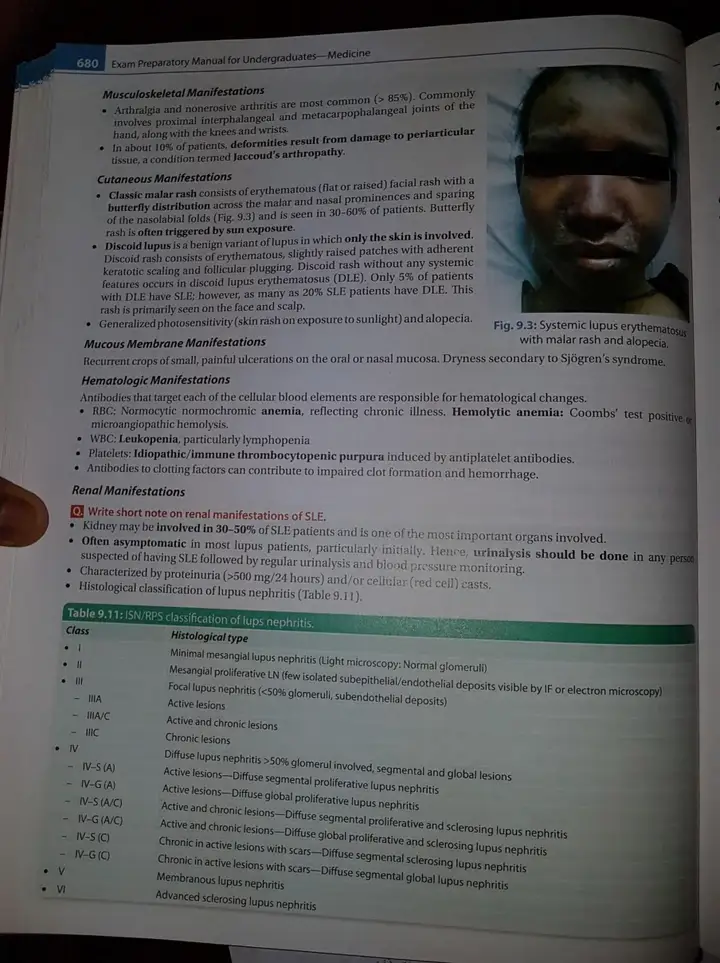 680 Exam Preparatory Manual for Undergraduates—Medicine
Musculoskeletal Manifestations
• Arthralgia and nonerosive arthritis are most common (> 85%). Commonly
involves proximal interphalangeal and metacarpophalangeal joints of the
hand, along with the knees and wrists.
• In about 10% of patients, deformities result from damage to periarticular
tissue, a condition termed Jaccoud's arthropathy.
Cutaneous Manifestations
• Classic malar rash consists of erythematous (flat or raised) facial rash with a
butterfly distribution across the malar and nasal prominences and sparing
of the nasolabial folds (Fig. 9.3) and is seen in 30–60% of patients. Butterfly
rash is often triggered by sun exposure.
• Discoid lupus is a benign variant of lupus in which only the skin is involved.
Discoid rash consists of erythematous, slightly raised patches with adherent
keratotic scaling and follicular plugging. Discoid rash without any systemic
features occurs in discoid lupus erythematosus (DLE). Only 5% of patients
with DLE have SLE; however, as many as 20% SLE patients have DLE. This
rash is primarily seen on the face and scalp.
• Generalized photosensitivity (skin rash on exposure to sunlight) and alopecia.
Fig. 9.3: Systemic lupus erythematosus
with malar rash and alopecia.
Mucous Membrane Manifestations
Recurrent crops of small, painful ulcerations on the oral or nasal mucosa. Dryness secondary to Sjögren's syndrome.
Hematologic Manifestations
Antibodies that target each of the cellular blood elements are responsible for hematological changes.
• RBC: Normocytic normochromic anemia, reflecting chronic illness. Hemolytic anemia: Coombs' test positive or
microangiopathic hemolysis.
• WBC: Leukopenia, particularly lymphopenia
• Platelets: Idiopathic/immune thrombocytopenic purpura induced by antiplatelet antibodies.
• Antibodies to clotting factors can contribute to impaired clot formation and hemorrhage.
Renal Manifestations
Q. Write short note on renal manifestations of SLE.
• Kidney may be involved in 30–50% of SLE patients and is one of the most important organs involved.
• Often asymptomatic in most lupus patients, particularly initially. Hence, urinalysis should be done in any person
suspected of having SLE followed by regular urinalysis and blood pressure monitoring.
• Characterized by proteinuria (>500 mg/24 hours) and/or cellular (red cell) casts.
• Histological classification of lupus nephritis (Table 9.11).
Table 9.11: ISN/RPS classification of lups nephritis.
Class Histological type
• I Minimal mesangial lupus nephritis (Light microscopy: Normal glomeruli)
• II Mesangial proliferative LN (few isolated subepithelial/endothelial deposits visible by IF or electron microscopy)
• III Focal lupus nephritis (<50% glomeruli, subendothelial deposits)
– IIIA Active lesions
– IIIA/C Active and chronic lesions
– IIIC Chronic lesions
• IV Diffuse lupus nephritis >50% glomerul involved, segmental and global lesions
– IV–S (A) Active lesions—Diffuse segmental proliferative lupus nephritis
– IV–G (A) Active lesions—Diffuse global proliferative lupus nephritis
– IV–S (A/C) Active and chronic lesions—Diffuse segmental proliferative and sclerosing lupus nephritis
– IV–G (A/C) Active and chronic lesions—Diffuse global proliferative and sclerosing lupus nephritis
– IV–S (C) Chronic in active lesions with scars—Diffuse segmental sclerosing lupus nephritis
– IV–G (C) Chronic in active lesions with scars—Diffuse segmental global lupus nephritis
• V Membranous lupus nephritis
• VI Advanced sclerosing lupus nephritis